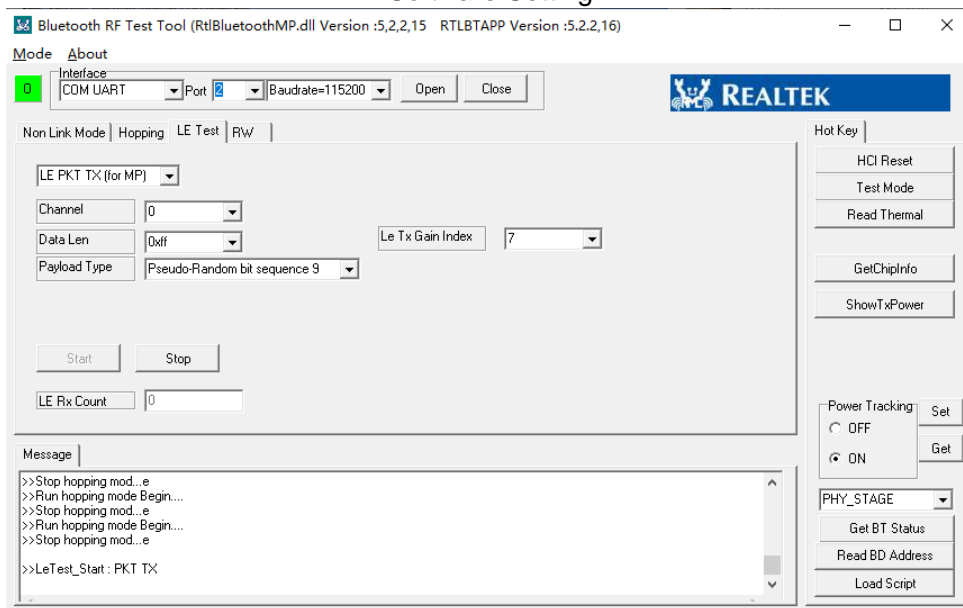 Bluetooth RF Test Tool (RtlBluetoothMP.dll Version :5,2,2,15 RTLBTAPP Version :5.2.2,16)
Mode About
Interface
0 COM UART Port 2 Baudrate=115200 Open Close
REALTEK
Non Link Mode Hopping LE Test RW
Hot Key
LE PKT TX (for MP)
HCI Reset
Test Mode
Channel 0
Read Thermal
Data Len 0xff Le Tx Gain Index 7
Payload Type Pseudo-Random bit sequence 9
GetChipInfo
ShowTxPower
Start Stop
LE Rx Count 0
Power Tracking
OFF
ON
Set
Get
Message
>>Stop hopping mod...e
>>Run hopping mode Begin....
>>Stop hopping mod...e
>>Run hopping mode Begin....
>>Stop hopping mod...e
>>LeTest_Start : PKT TX
PHY_STAGE
Get BT Status
Read BD Address
Load Script